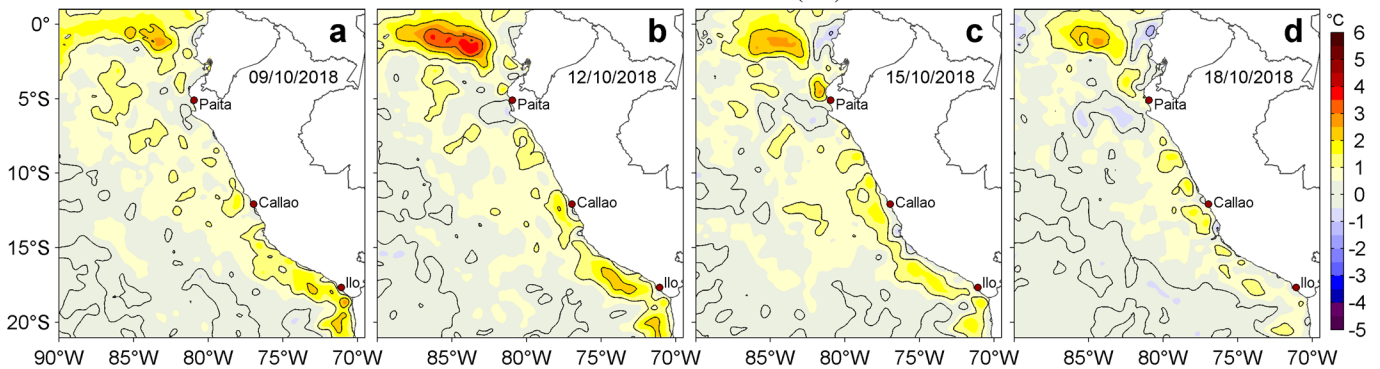 a
b
c
d
°C
09/10/2018
12/10/2018
15/10/2018
18/10/2018
Paita
Paita
Paita
Paita
Callao
Callao
Callao
Callao
Ilo
Ilo
Ilo
Ilo
0°
5°S
10°S
15°S
20°S
90°W 85°W 80°W 75°W 70°W
85°W 80°W 75°W 70°W
85°W 80°W 75°W 70°W
85°W 80°W 75°W 70°W
6
5
4
3
2
1
0
-1
-2
-3
-4
-5